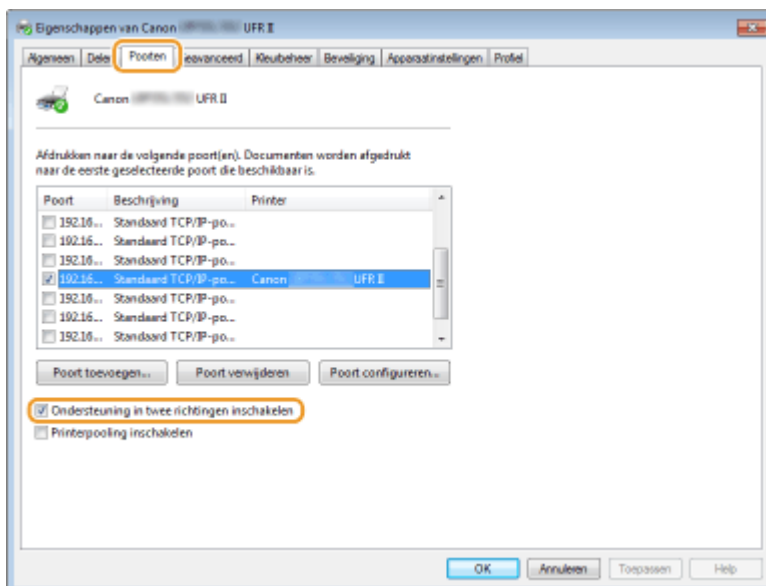 Eigenschappen van Canon UFR II
Algemeen Delen Poorten Geavanceerd Kleurbeheer Beveiliging Apparaatinstellingen Profiel
Canon UFR II
Afdrukken naar de volgende poort(en). Documenten worden afgedrukt
naar de eerste geselecteerde poort die beschikbaar is.
Poort Beschrijving Printer
192.16... Standaard TCP/IP-po...
192.16... Standaard TCP/IP-po...
192.16... Standaard TCP/IP-po...
192.16... Standaard TCP/IP-po... Canon UFR II
192.16... Standaard TCP/IP-po...
192.16... Standaard TCP/IP-po...
192.16... Standaard TCP/IP-po...
Poort toevoegen... Poort verwijderen Poort configureren...
Ondersteuning in twee richtingen inschakelen
Printerpooling inschakelen
OK Annuleren Toepassen Help